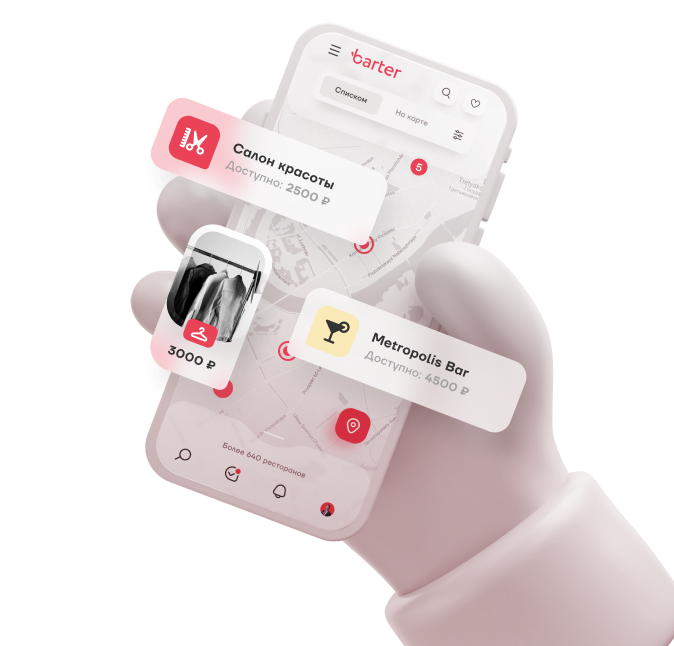 barter
Списком
На карте
5
Салон красоты
Доступно: 2500 ₽
3000 ₽
Metropolis Bar
Доступно: 4500 ₽
Более 640 ресторанов